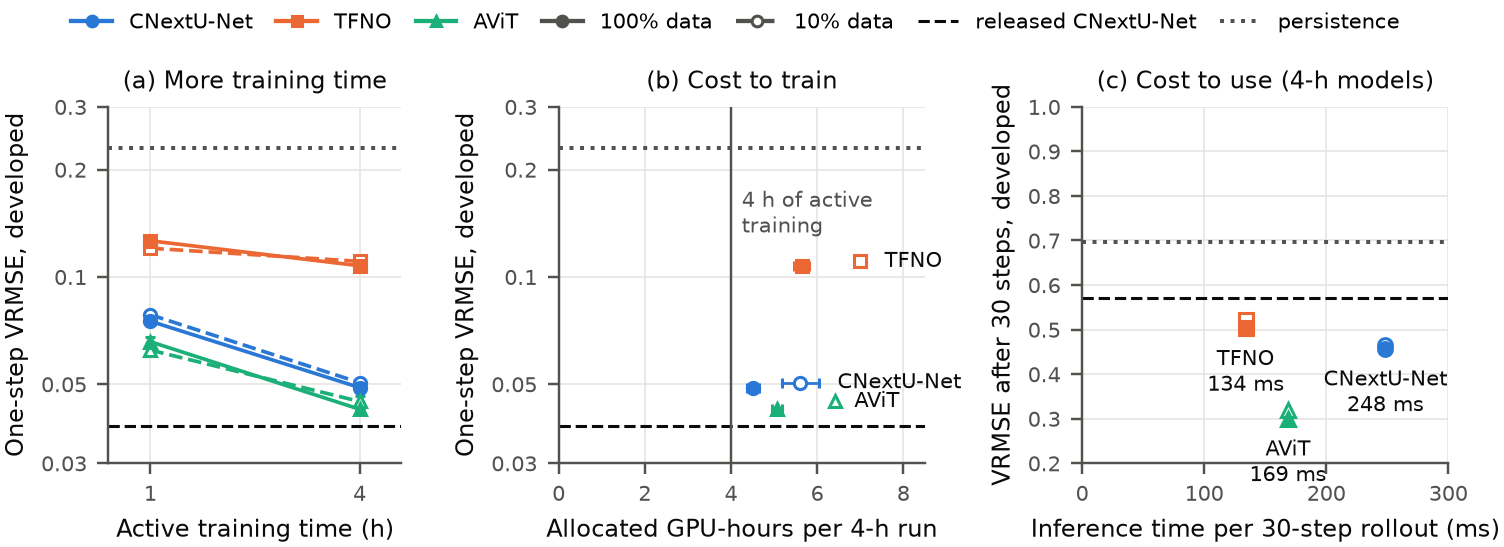 CNextU-Net TFNO AViT 100% data 10% data released CNextU-Net persistence
(a) More training time
One-step VRMSE, developed
0.3
0.2
0.1
0.05
0.03
1 4
Active training time (h)
(b) Cost to train
One-step VRMSE, developed
0.3
0.2
0.1
0.05
0.03
4 h of active
training
TFNO
CNextU-Net
AViT
0 2 4 6 8
Allocated GPU-hours per 4-h run
(c) Cost to use (4-h models)
VRMSE after 30 steps, developed
1.0
0.9
0.8
0.7
0.6
0.5
0.4
0.3
0.2
TFNO
134 ms
CNextU-Net
248 ms
AViT
169 ms
0 100 200 300
Inference time per 30-step rollout (ms)